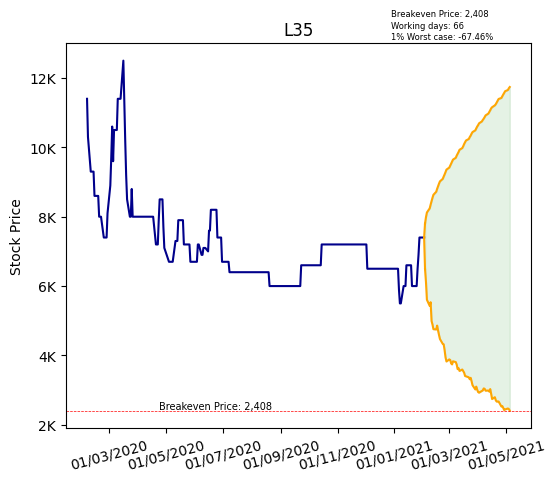 Breakeven Price: 2,408
Working days: 66
1% Worst case: -67.46%
L35
Stock Price
12K
10K
8K
6K
4K
2K
Breakeven Price: 2,408
01/03/2020
01/05/2020
01/07/2020
01/09/2020
01/11/2020
01/01/2021
01/03/2021
01/05/2021